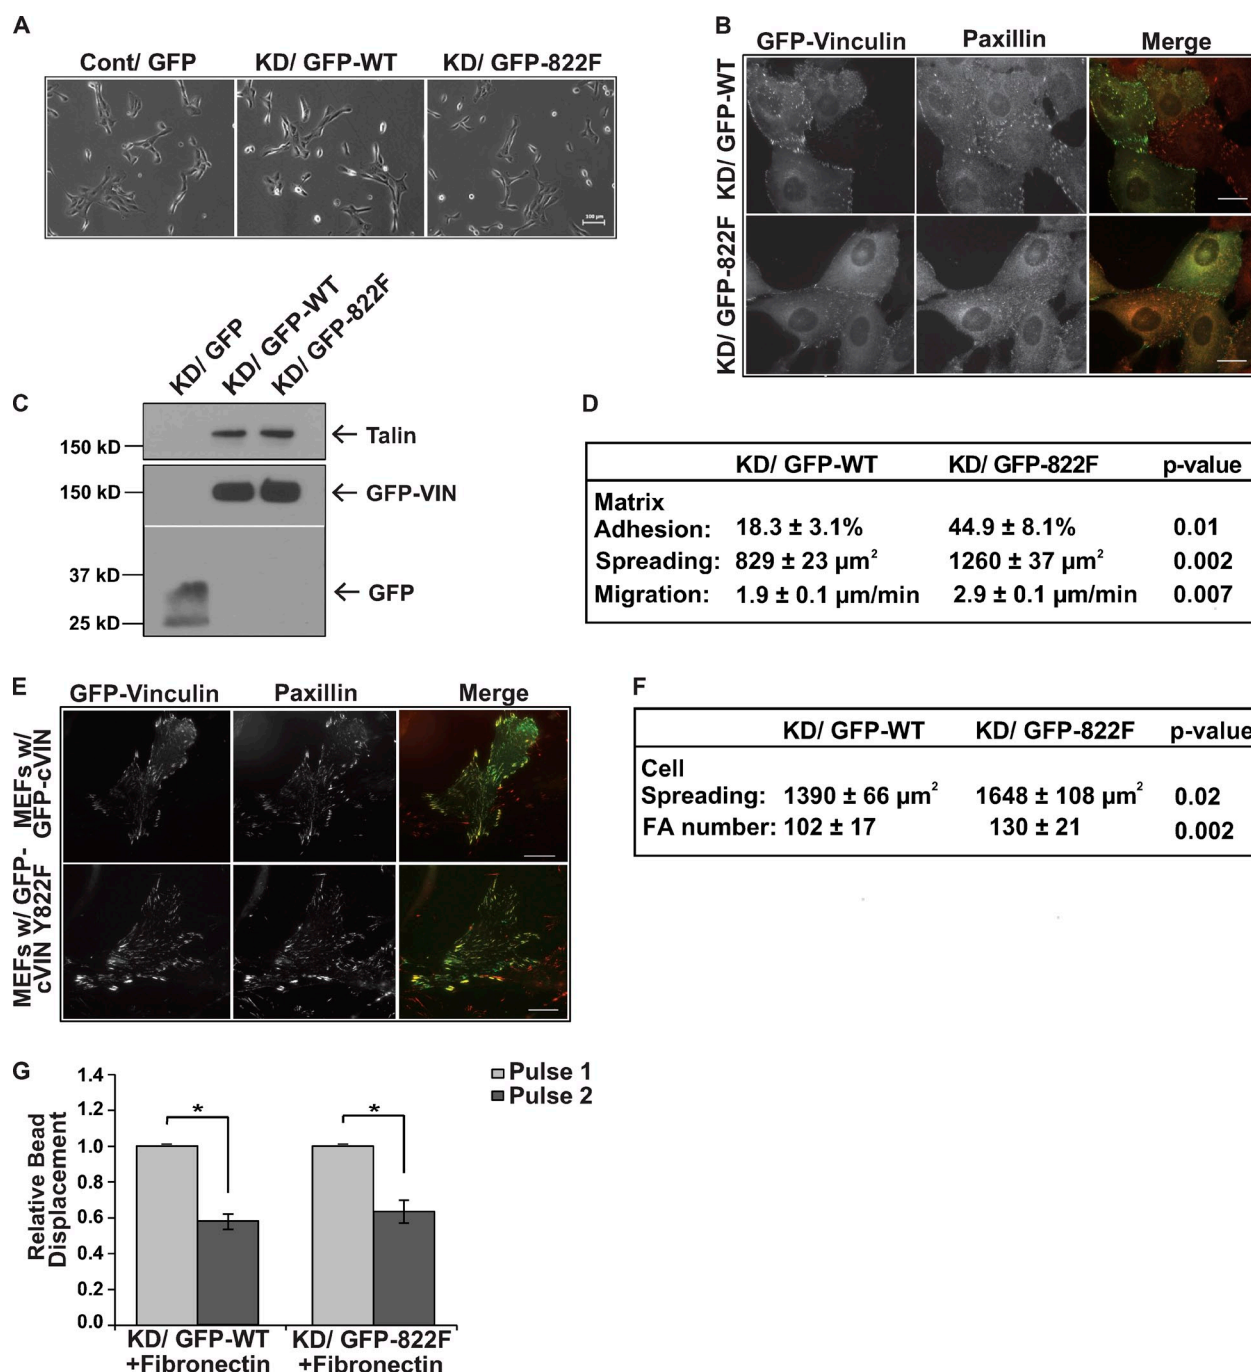 A
Cont/ GFP KD/ GFP-WT KD/ GFP-822F
100 µm
B
GFP-Vinculin Paxillin Merge
KD/ GFP-WT
KD/ GFP-822F
C
KD/ GFP
KD/ GFP-WT
KD/ GFP-822F
150 kD ← Talin
150 kD ← GFP-VIN
37 kD ← GFP
25 kD
D
KD/ GFP-WT KD/ GFP-822F p-value
Matrix
Adhesion: 18.3 ± 3.1% 44.9 ± 8.1% 0.01
Spreading: 829 ± 23 µm² 1260 ± 37 µm² 0.002
Migration: 1.9 ± 0.1 µm/min 2.9 ± 0.1 µm/min 0.007
E
GFP-Vinculin Paxillin Merge
MEFs w/
GFP-cVIN
MEFs w/ GFP-
cVIN Y822F
F
KD/ GFP-WT KD/ GFP-822F p-value
Cell
Spreading: 1390 ± 66 µm² 1648 ± 108 µm² 0.02
FA number: 102 ± 17 130 ± 21 0.002
G
Relative Bead
Displacement
1.4
1.2
1.0
0.8
0.6
0.4
0.2
0.0
Pulse 1
Pulse 2
* *
KD/ GFP-WT KD/ GFP-822F
+Fibronectin +Fibronectin